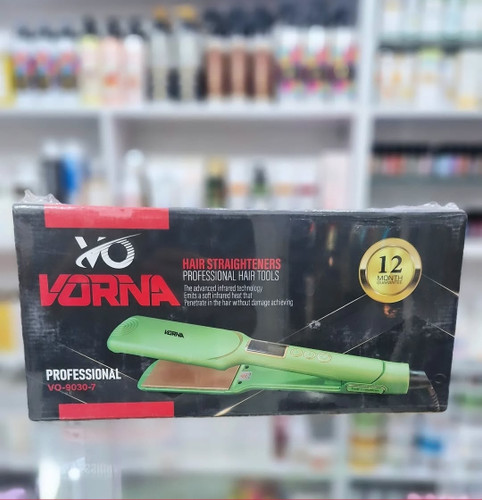 VO
VORNA
HAIR STRAIGHTENERS
PROFESSIONAL HAIR TOOLS
The advanced infrared technology
Emits a soft infrared heat that
Penetrate in the hair without damage achieving
12
MONTH
VORNA
PROFESSIONAL
VO-9030-7